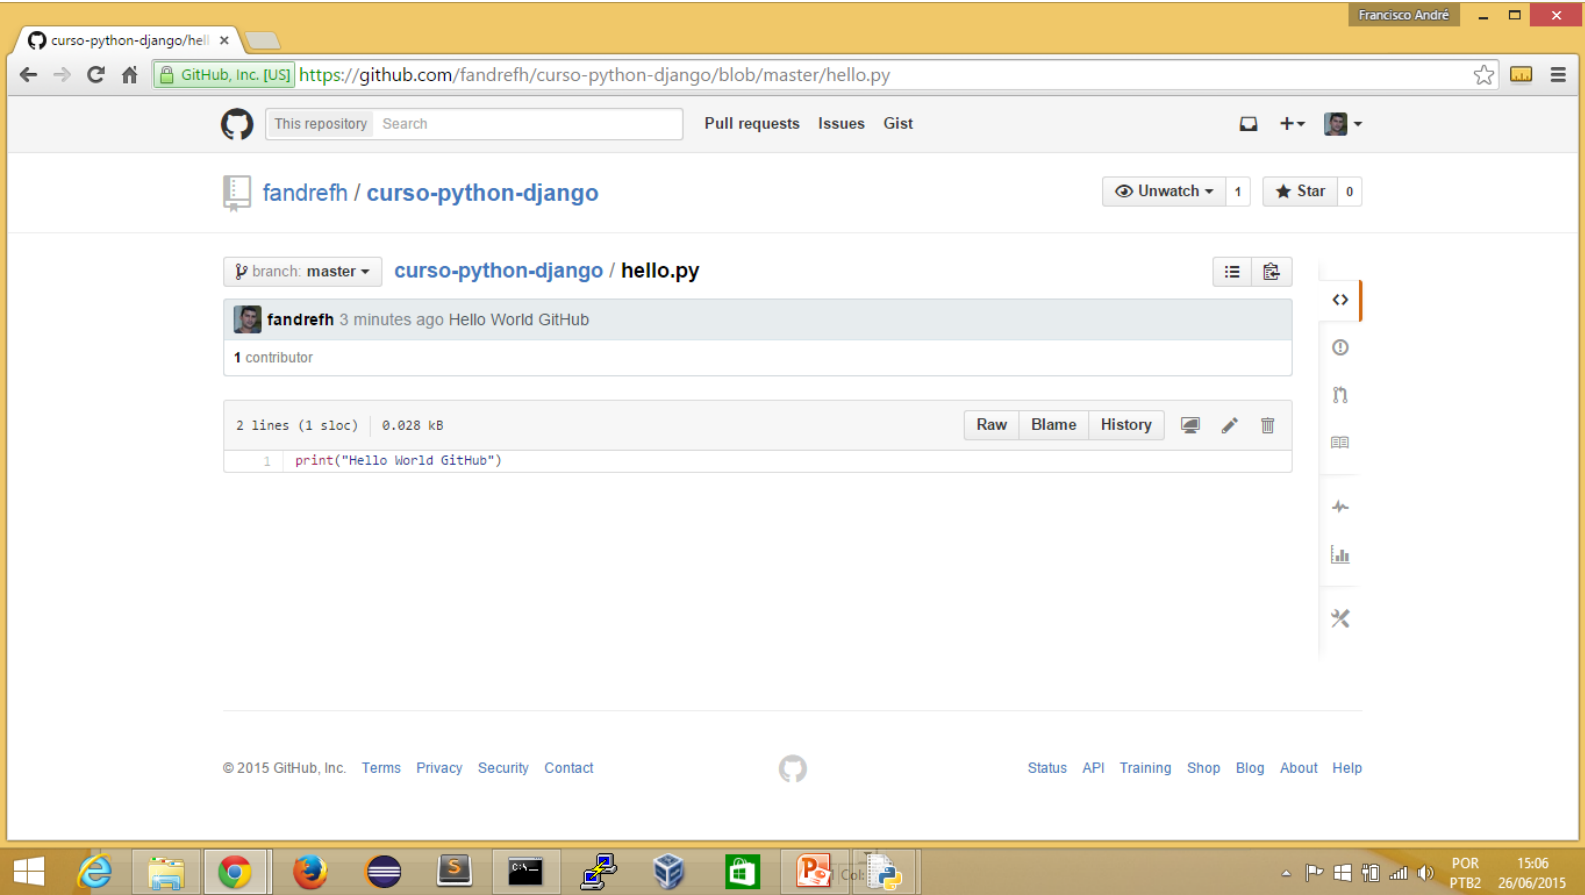 Francisco André
curso-python-django/hell
GitHub, Inc. [US] https://github.com/fandrefh/curso-python-django/blob/master/hello.py
This repository Search Pull requests Issues Gist
fandrefh / curso-python-django Unwatch 1 Star 0
branch: master curso-python-django / hello.py
fandrefh 3 minutes ago Hello World GitHub
1 contributor
2 lines (1 sloc) 0.028 kB Raw Blame History
1 print("Hello World GitHub")
© 2015 GitHub, Inc. Terms Privacy Security Contact Status API Training Shop Blog About Help
POR 15:06
PTB2 26/06/2015